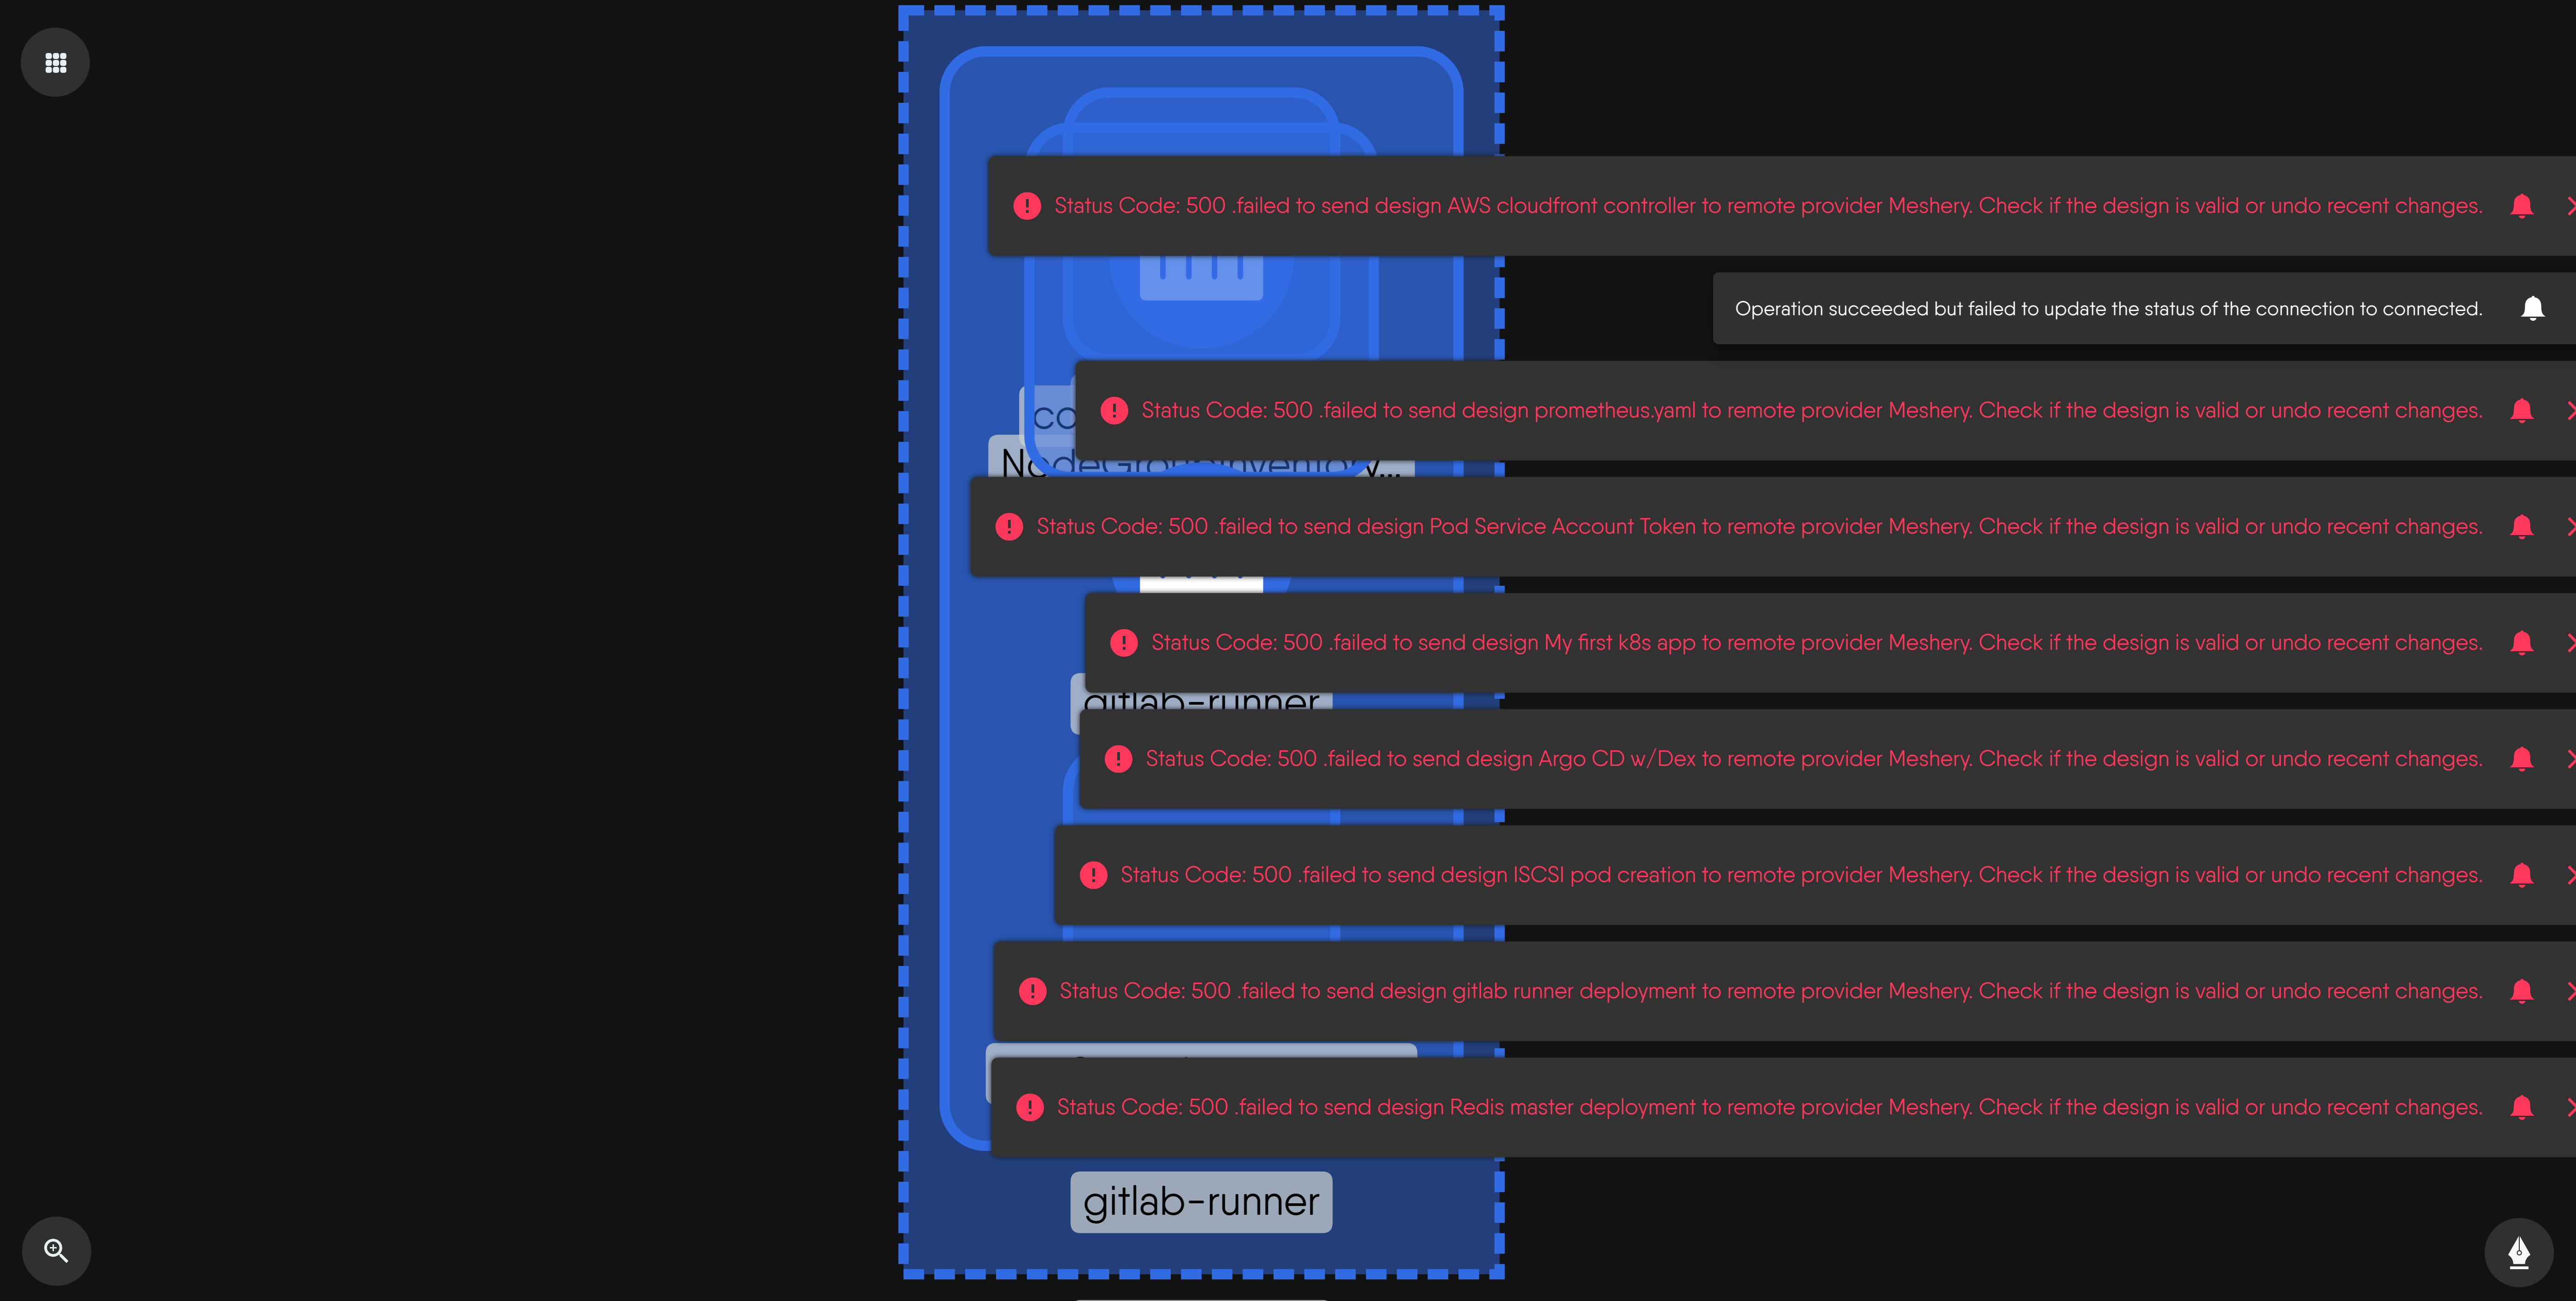 Status Code: 500 .failed to send design AWS cloudfront controller to remote provider Meshery. Check if the design is valid or undo recent changes.
Operation succeeded but failed to update the status of the connection to connected.
Status Code: 500 .failed to send design prometheus.yaml to remote provider Meshery. Check if the design is valid or undo recent changes.
co
NodeGroupInventory...
Status Code: 500 .failed to send design Pod Service Account Token to remote provider Meshery. Check if the design is valid or undo recent changes.
Status Code: 500 .failed to send design My first k8s app to remote provider Meshery. Check if the design is valid or undo recent changes.
gitlab-runner
Status Code: 500 .failed to send design Argo CD w/Dex to remote provider Meshery. Check if the design is valid or undo recent changes.
Status Code: 500 .failed to send design ISCSI pod creation to remote provider Meshery. Check if the design is valid or undo recent changes.
Status Code: 500 .failed to send design gitlab runner deployment to remote provider Meshery. Check if the design is valid or undo recent changes.
Status Code: 500 .failed to send design Redis master deployment to remote provider Meshery. Check if the design is valid or undo recent changes.
gitlab-runner